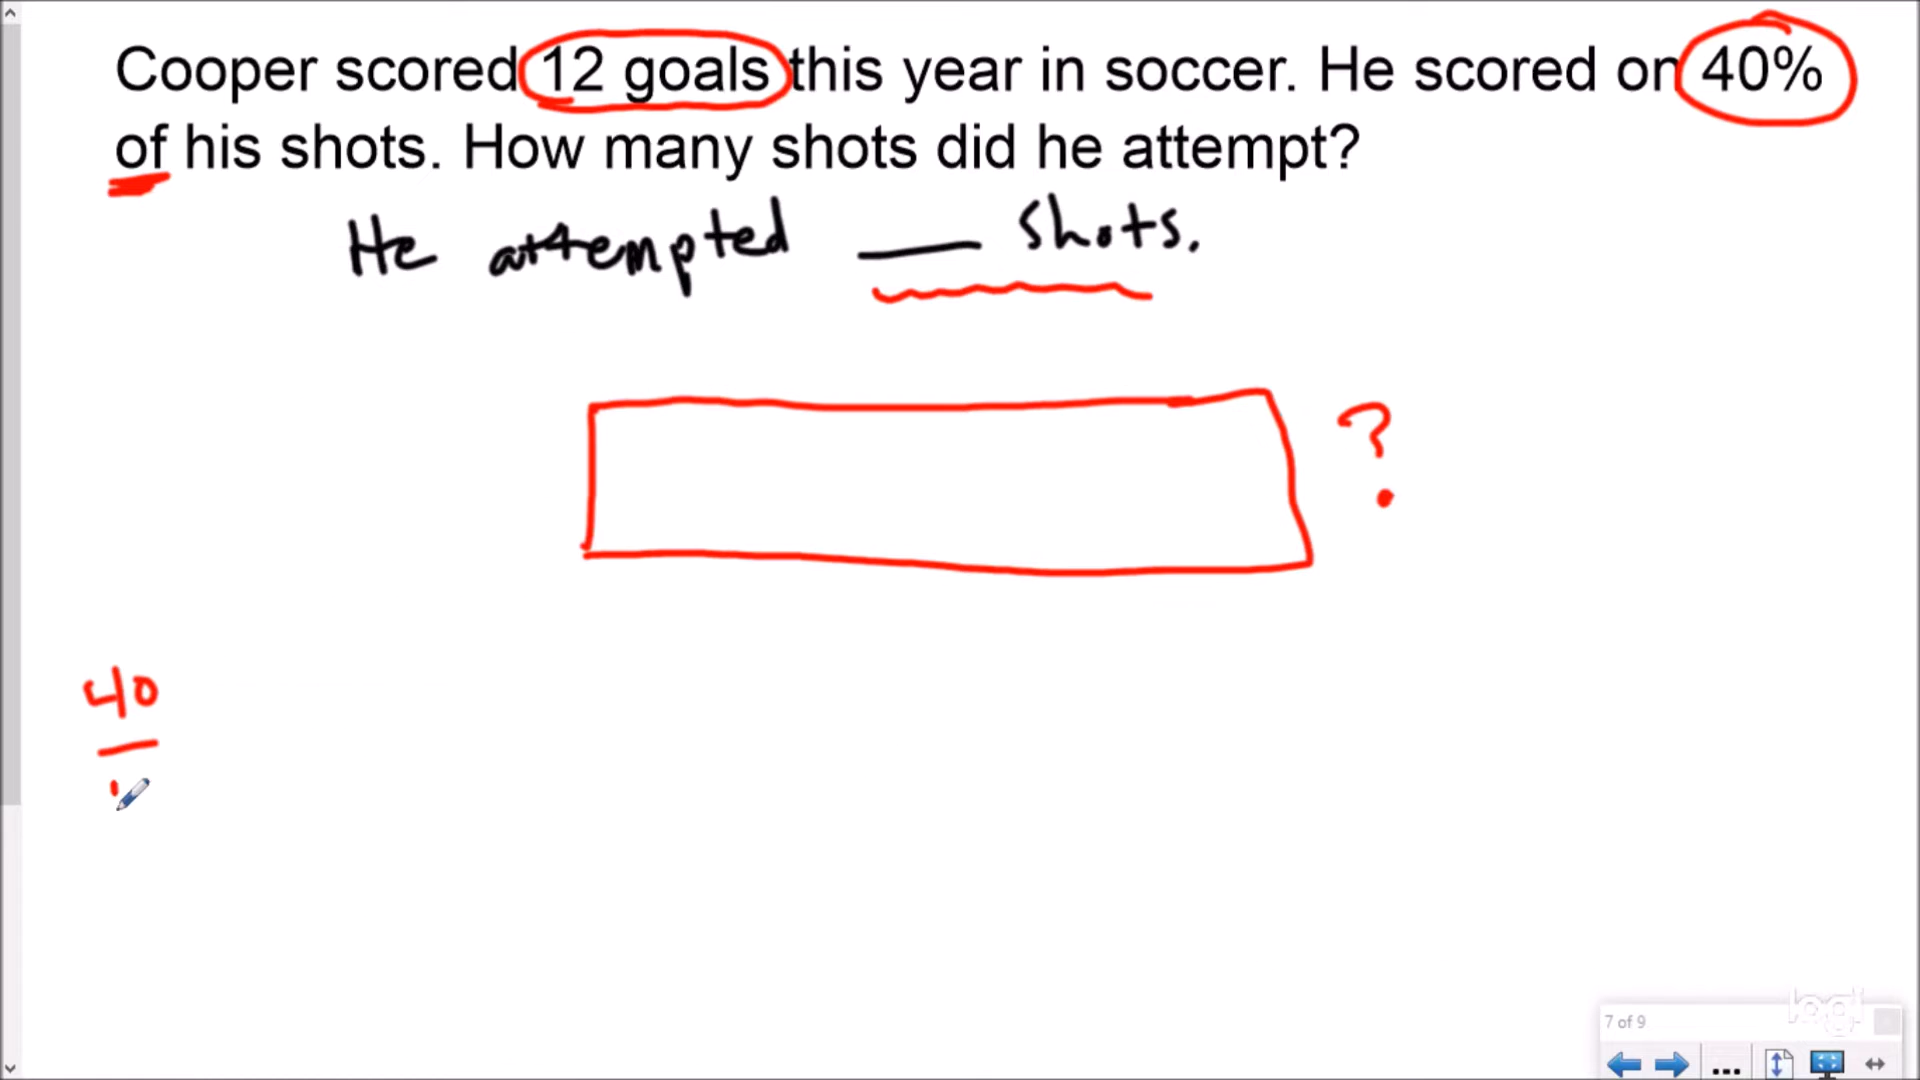 Cooper scored 12 goals this year in soccer. He scored on 40%
of his shots. How many shots did he attempt?
He attempted ___ shots.
?
40
logi
7 of 9
...